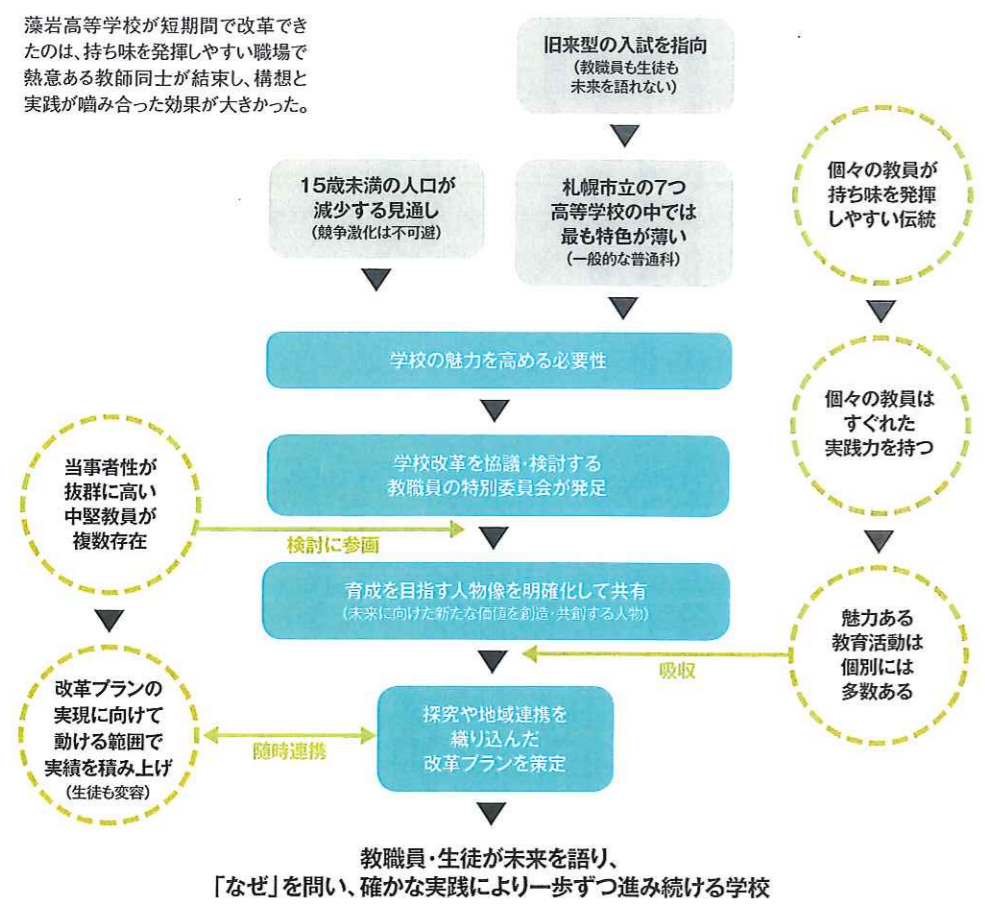 藻岩高等学校が短期間で改革でき
たのは、持ち味を発揮しやすい職場で
熱意ある教師同士が結束し、構想と
実践が嚙み合った効果が大きかった。
旧来型の入試を指向
(教職員も生徒も
未来を語れない)
15歳未満の人口が
減少する見通し
(競争激化は不可避)
札幌市立の7つ
高等学校の中では
最も特色が薄い
(一般的な普通科)
個々の教員が
持ち味を発揮
しやすい伝統
学校の魅力を高める必要性
個々の教員は
すぐれた
実践力を持つ
学校改革を協議・検討する
教職員の特別委員会が発足
当事者性が
抜群に高い
中堅教員が
複数存在
検討に参画
育成を目指す人物像を明確化して共有
(未来に向けた新たな価値を創造・共創する人物)
魅力ある
教育活動は
個別には
多数ある
吸収
改革プランの
実現に向けて
動ける範囲で
実績を積み上げ
(生徒も変容)
随時連携
探究や地域連携を
織り込んだ
改革プランを策定
教職員・生徒が未来を語り、
「なぜ」を問い、確かな実践により一歩ずつ進み続ける学校